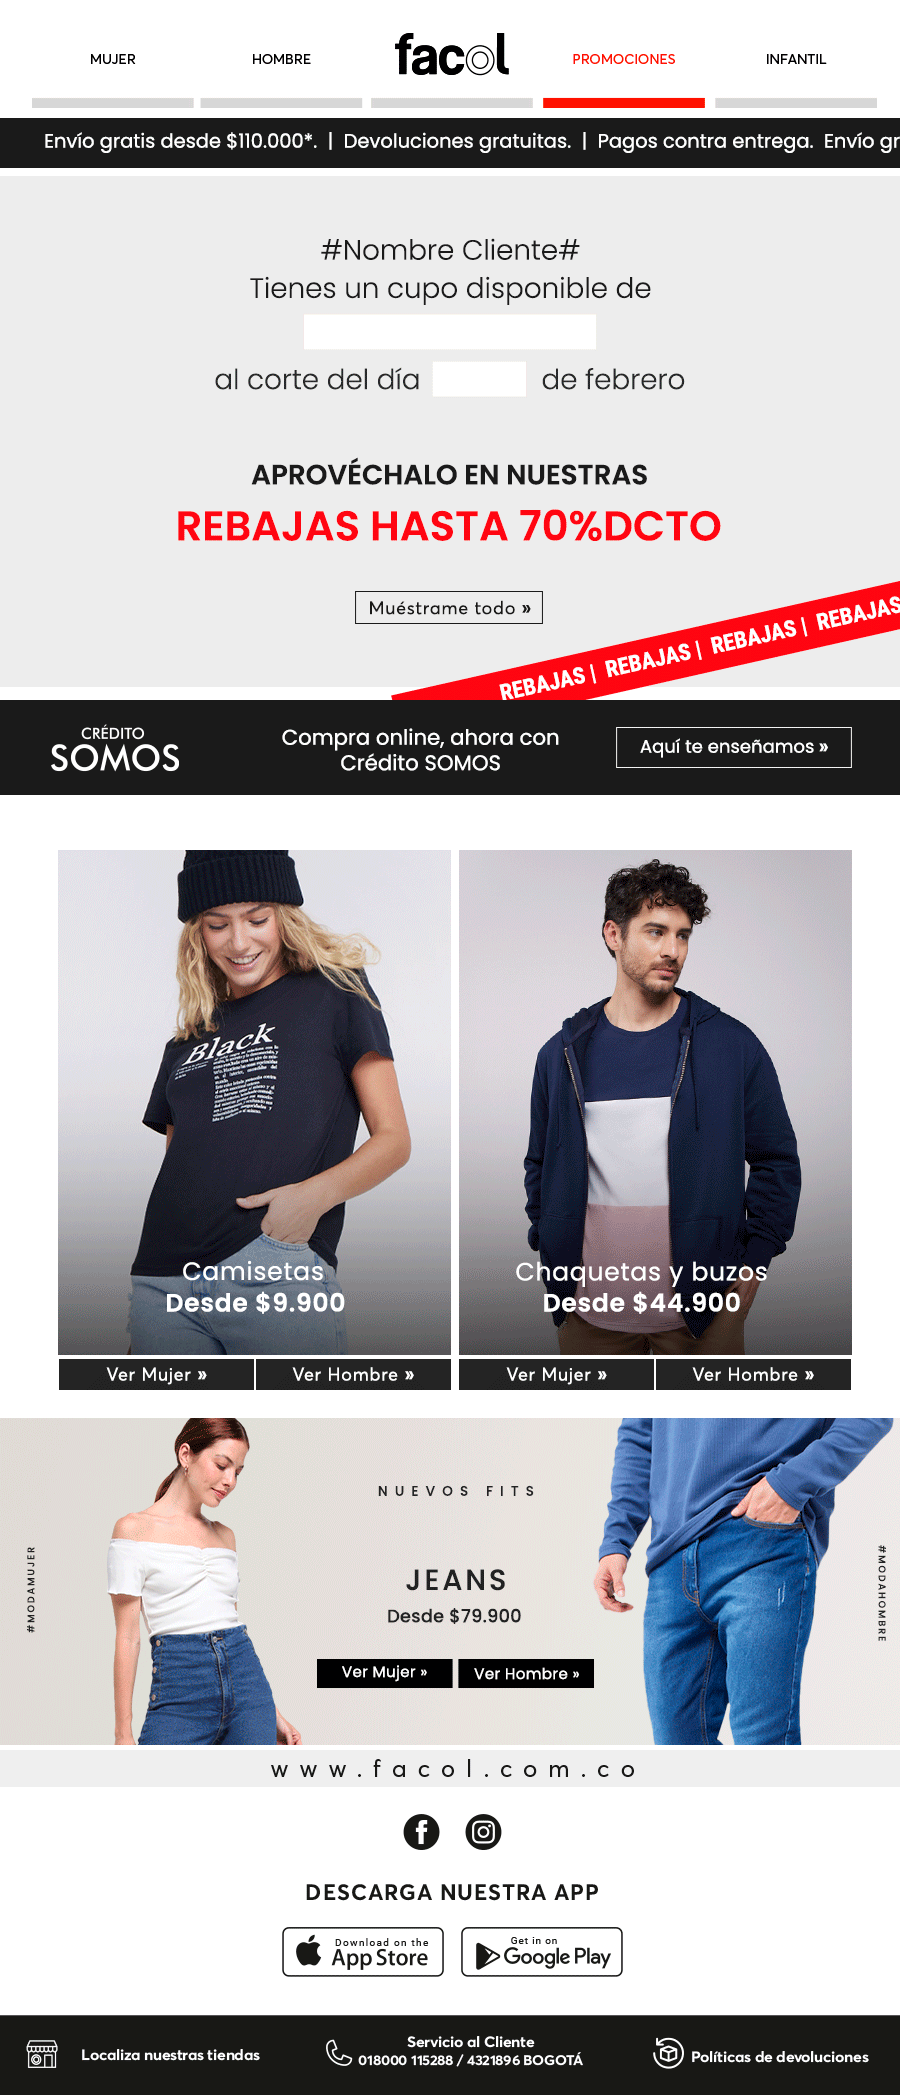 MUJER
HOMBRE
facol
PROMOCIONES
INFANTIL
Envío gratis desde $110.000*. | Devoluciones gratuitas. | Pagos contra entrega. Envío gr
#Nombre Cliente#
Tienes un cupo disponible de
al corte del día de febrero
APROVÉCHALO EN NUESTRAS
REBAJAS HASTA 70%DCTO
Muéstrame todo »
REBAJAS | REBAJAS | REBAJAS | REBAJAS
CRÉDITO
SOMOS
Compra online, ahora con
Crédito SOMOS
Aquí te enseñamos »
Black
Camisetas
Desde $9.900
Chaquetas y buzos
Desde $44.900
Ver Mujer »
Ver Hombre »
Ver Mujer »
Ver Hombre »
NUEVOS FITS
#MODAMUJER
#MODAHOMBRE
JEANS
Desde $79.900
Ver Mujer »
Ver Hombre »
www.facol.com.co
DESCARGA NUESTRA APP
Download on the
App Store
Get in on
Google Play
Localiza nuestras tiendas
Servicio al Cliente
018000 115288 / 4321896 BOGOTÁ
Políticas de devoluciones